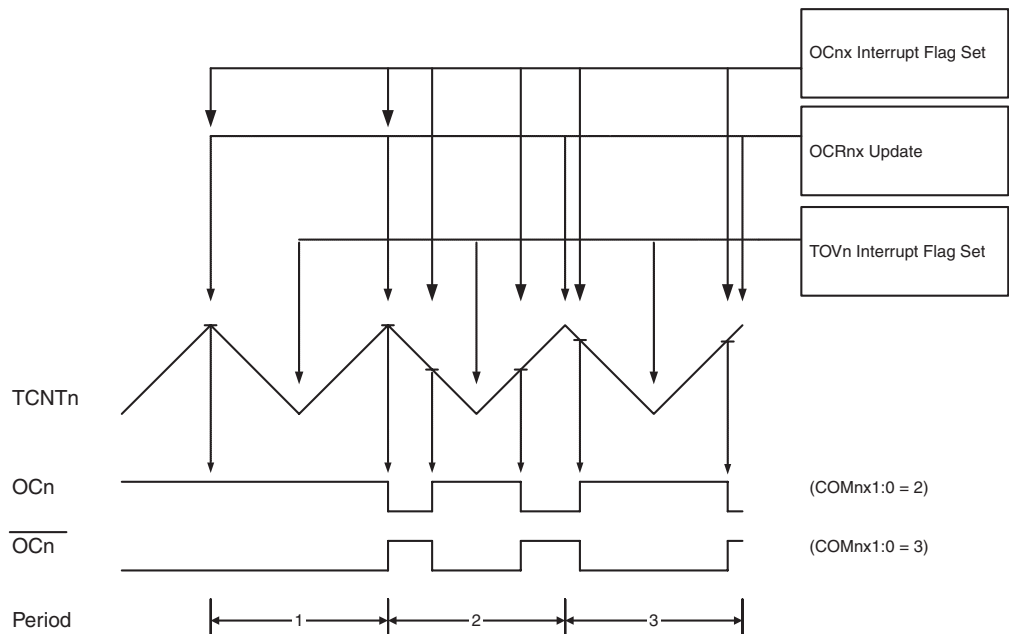 OCnx Interrupt Flag Set
OCRnx Update
TOVn Interrupt Flag Set
TCNTn
OCn
(COMnx1:0 = 2)
OCn
(COMnx1:0 = 3)
Period
1
2
3